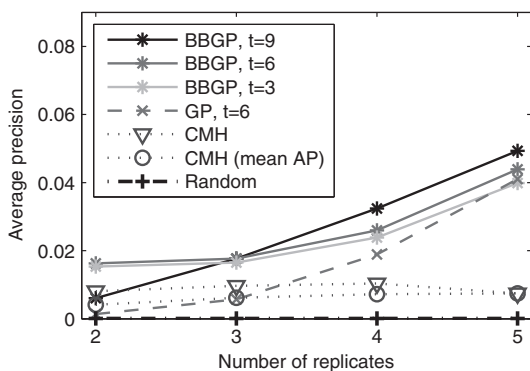 0.08
0.06
0.04
0.02
0
Average precision
BBGP, t=9
BBGP, t=6
BBGP, t=3
GP, t=6
CMH
CMH (mean AP)
Random
2 3 4 5
Number of replicates